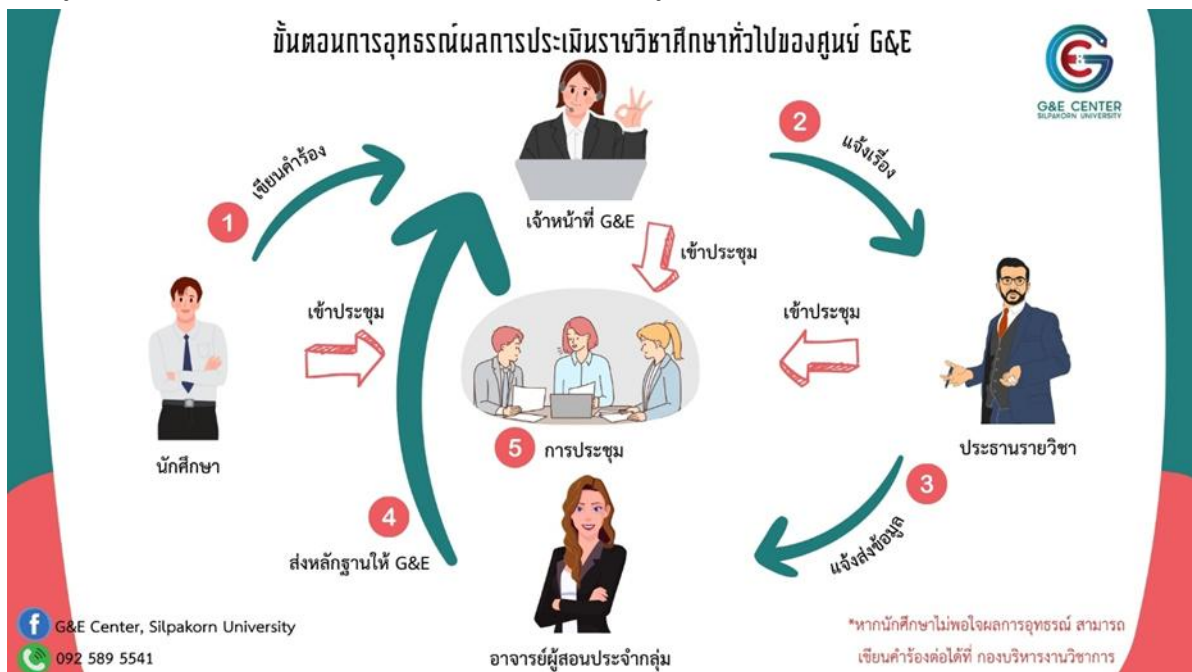 ขั้นตอนการอุทธรณ์ผลการประเมินรายวิชาศึกษาทั่วไปของศูนย์ G&E
G&E CENTER
SILPAKORN UNIVERSITY
1
เขียนคำร้อง
2
แจ้งเรื่อง
เจ้าหน้าที่ G&E
เข้าประชุม
เข้าประชุม
เข้าประชุม
นักศึกษา
5 การประชุม
ประธานรายวิชา
3
แจ้งส่งข้อมูล
4
ส่งหลักฐานให้ G&E
อาจารย์ผู้สอนประจำกลุ่ม
G&E Center, Silpakorn University
092 589 5541
*หากนักศึกษาไม่พอใจผลการอุทธรณ์ สามารถ
เขียนคำร้องต่อได้ที่ กองบริหารงานวิชาการ